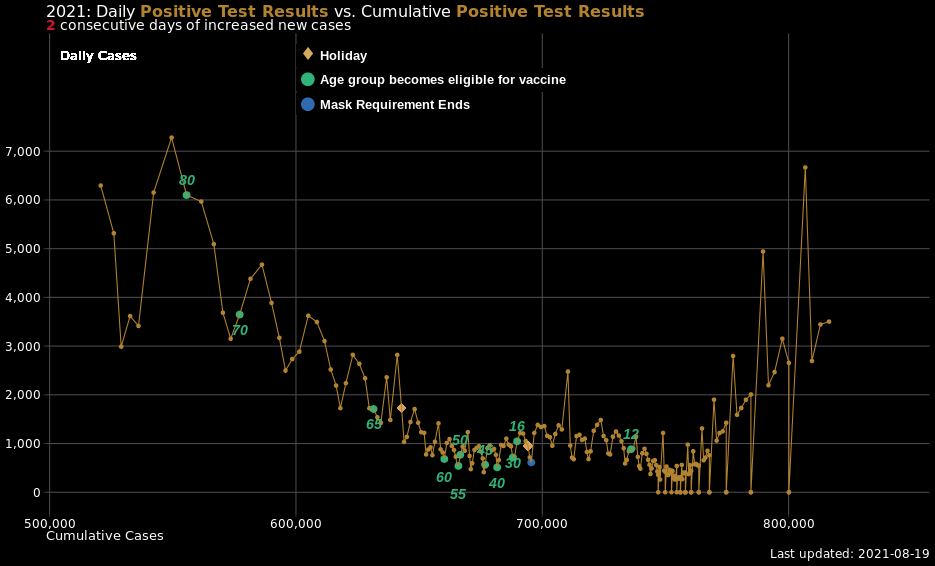 2021: Daily Positive Test Results vs. Cumulative Positive Test Results
2 consecutive days of increased new cases
Daily Cases
Holiday
Age group becomes eligible for vaccine
Mask Requirement Ends
7,000
6,000
5,000
4,000
3,000
2,000
1,000
0
80
70
65
60
50
55
45
40
30
16
12
500,000
600,000
700,000
800,000
Cumulative Cases
Last updated: 2021-08-19